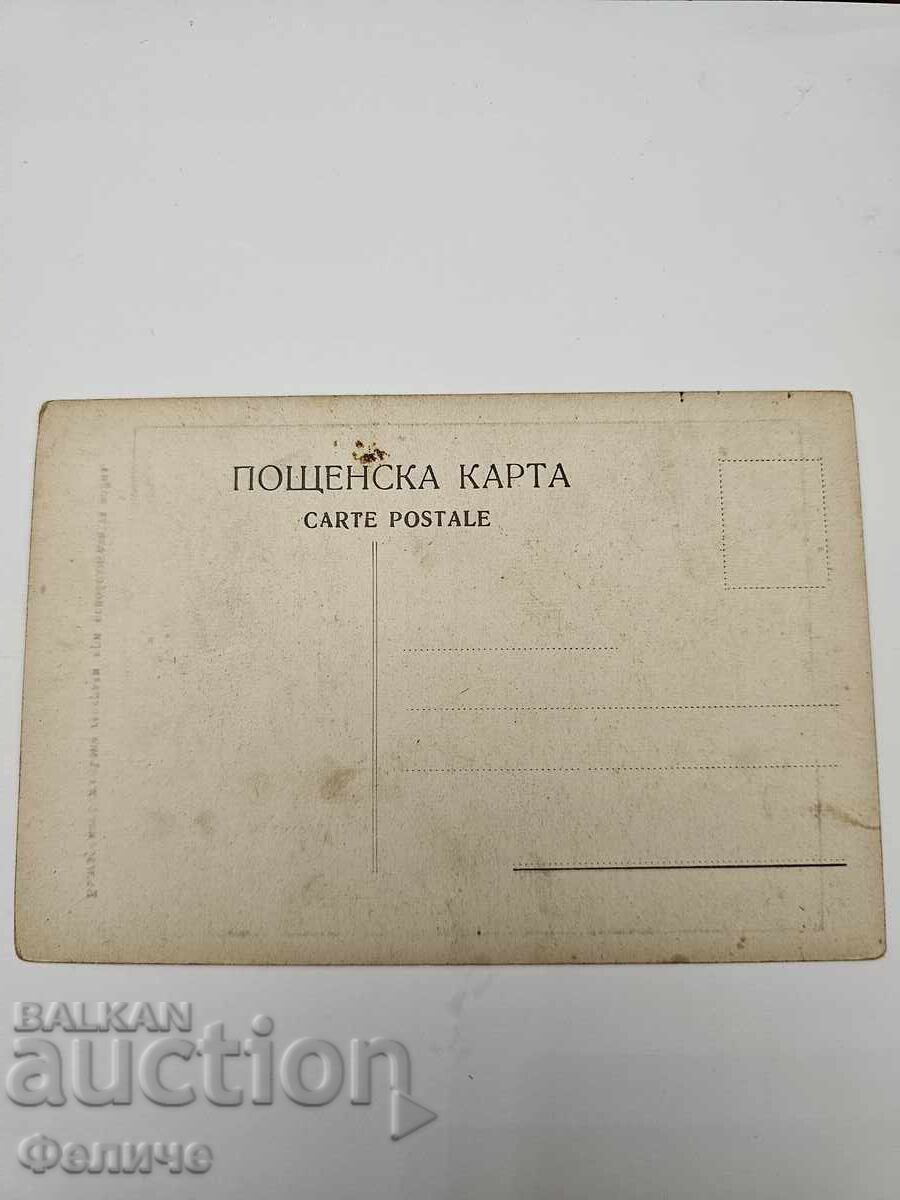 ПОЩЕНСКА КАРТА
CARTE POSTALE
BALKAN
auction
Феличе